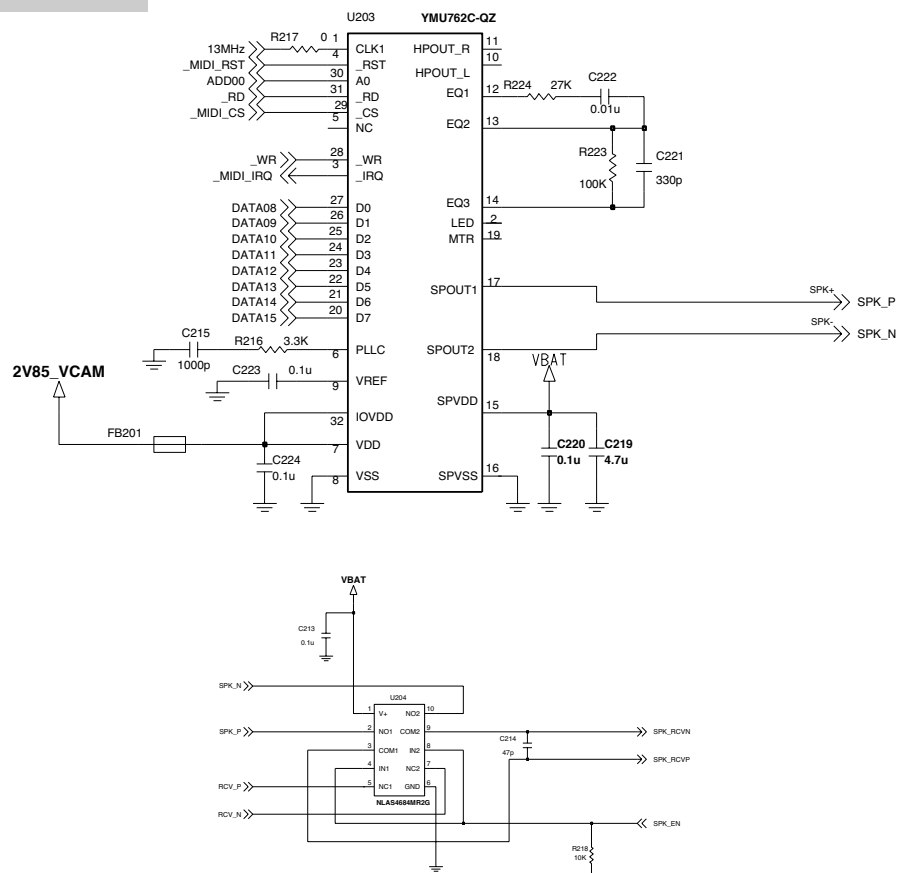 U203 YMU762C-QZ
13MHz R217 0 1 CLK1 HPOUT_R 11
_MIDI_RST 4 _RST HPOUT_L 10
ADD00 30 A0
_RD 31 _RD EQ1 12 R224 27K C222 0.01u
_MIDI_CS 29 _CS
5 NC EQ2 13
R223 100K C221 330p
_WR 28 _WR
_MIDI_IRQ 3 _IRQ
DATA08 27 D0 EQ3 14
DATA09 26 D1 LED 2
DATA10 25 D2 MTR 19
DATA11 24 D3
DATA12 23 D4
DATA13 22 D5 SPOUT1 17 SPK+ SPK_P
DATA14 21 D6
DATA15 20 D7
C215 1000p R216 3.3K 6 PLLC SPOUT2 18 SPK- SPK_N
2V85_VCAM
C223 0.1u 9 VREF
VBAT
32 IOVDD SPVDD 15
FB201 7 VDD
C220 0.1u C219 4.7u
C224 0.1u
8 VSS SPVSS 16
VBAT
C213
0.1u
SPK_N U204
1 V+ NO2 10
SPK_P 2 NO1 COM2 9 SPK_RCVN
C214
47p
3 COM1 IN2 8 SPK_RCVP
4 IN1 NC2 7
RCV_P 5 NC1 GND 6
NLAS4684MR2G
RCV_N SPK_EN
R218
10K